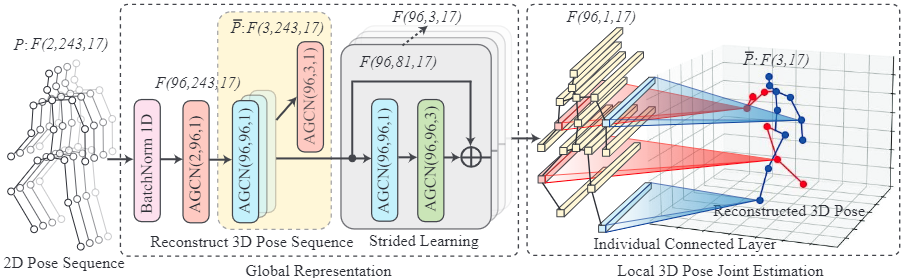 P: F(2,243,17)
2D Pose Sequence
BatchNorm 1D
F(96,243,17)
AGCN(2,96,1)
P̅: F(3,243,17)
AGCN(96,96,1)
AGCN(96,3,1)
Reconstruct 3D Pose Sequence
F(96,3,17)
F(96,81,17)
AGCN(96,96,1)
AGCN(96,96,3)
Strided Learning
Global Representation
F(96,1,17)
P̅: F(3,17)
Reconstructed 3D Pose
Individual Connected Layer
Local 3D Pose Joint Estimation